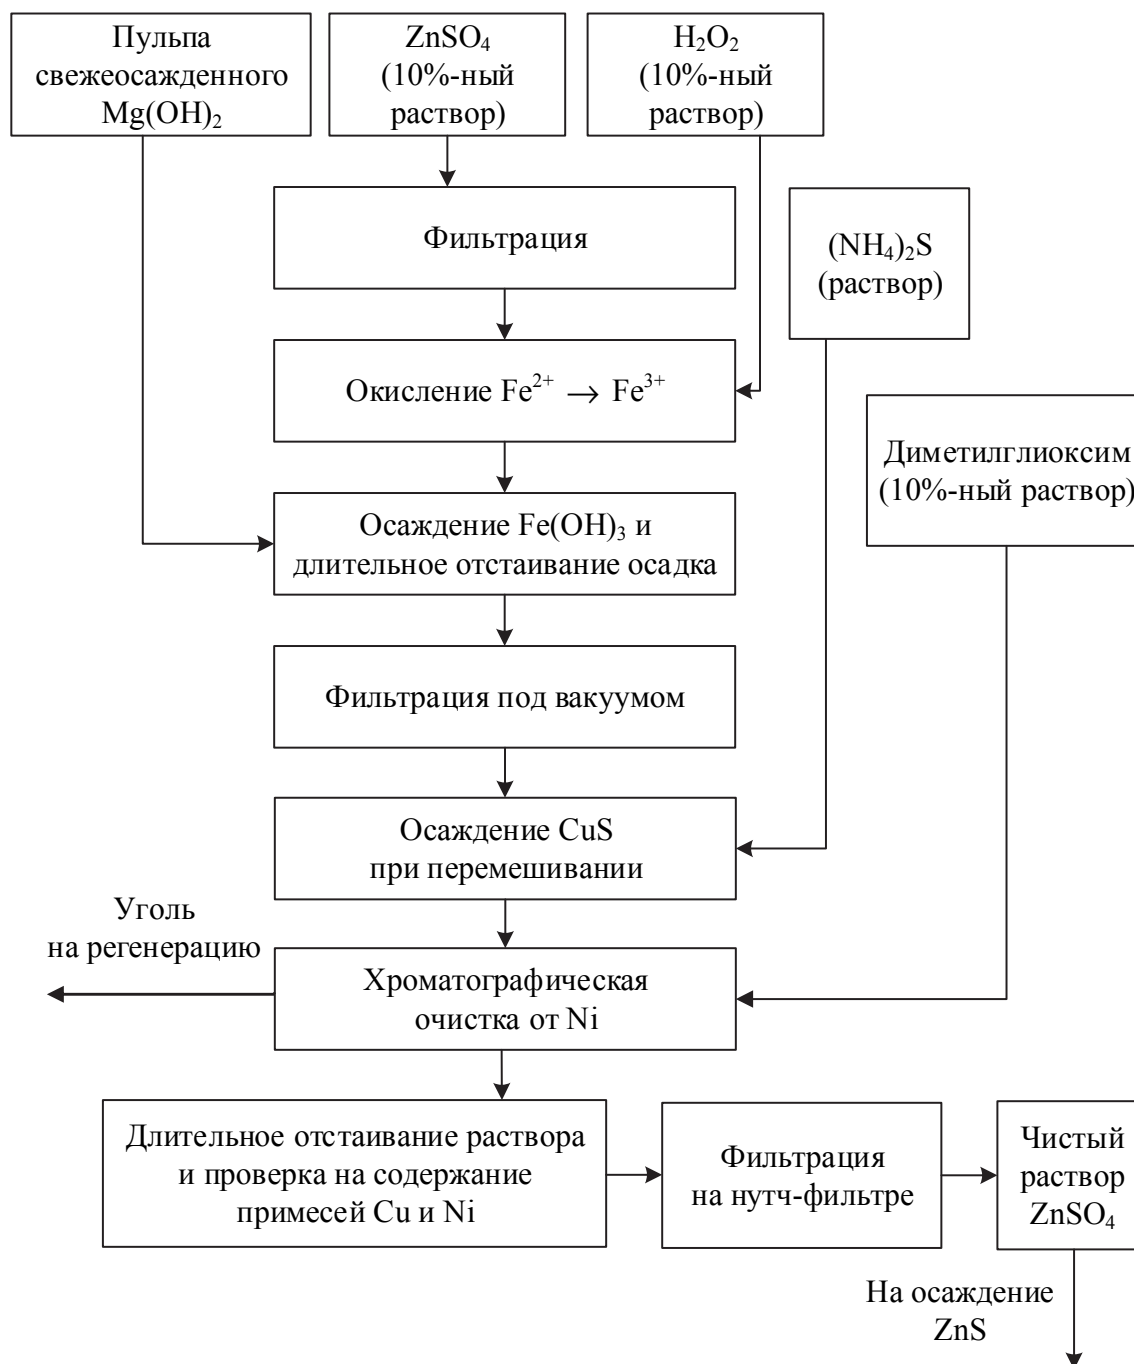 Пульпа
свежеосажденного
Mg(OH)₂
ZnSO₄
(10%-ный
раствор)
H₂O₂
(10%-ный
раствор)
Фильтрация
(NH₄)₂S
(раствор)
Окисление Fe²⁺ → Fe³⁺
Диметилглиоксим
(10%-ный раствор)
Осаждение Fe(OH)₃ и
длительное отстаивание осадка
Фильтрация под вакуумом
Осаждение CuS
при перемешивании
Уголь
на регенерацию
Хроматографическая
очистка от Ni
Длительное отстаивание раствора
и проверка на содержание
примесей Cu и Ni
Фильтрация
на нутч-фильтре
Чистый
раствор
ZnSO₄
На осаждение
ZnS